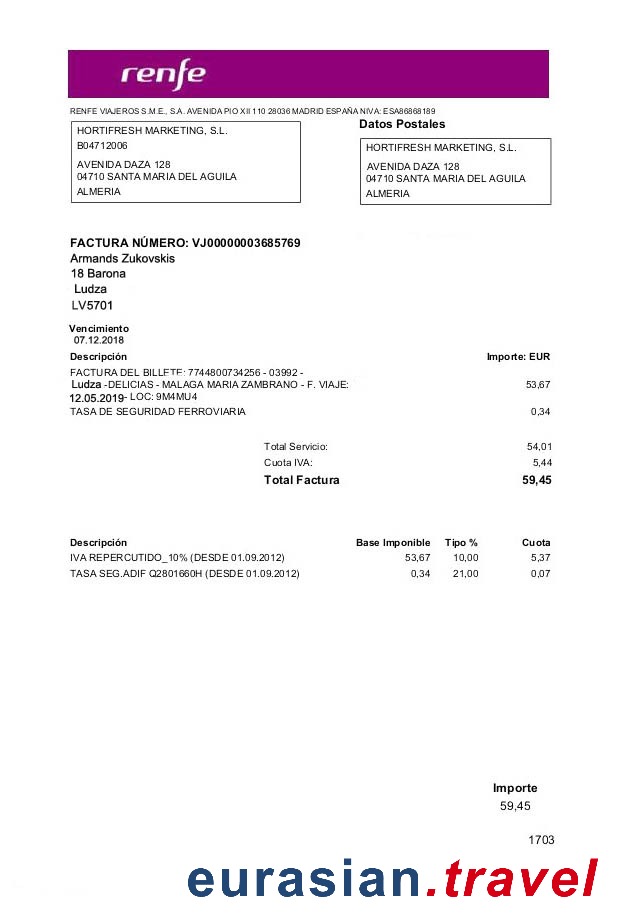 renfe
RENFE VIAJEROS S.M.E., S.A. AVENIDA PIO XII 110 28036 MADRID ESPAÑA NIVA: ESA86868189
HORTIFRESH MARKETING, S.L.
B04712006
AVENIDA DAZA 128
04710 SANTA MARIA DEL AGUILA
ALMERIA
Datos Postales
HORTIFRESH MARKETING, S.L.
AVENIDA DAZA 128
04710 SANTA MARIA DEL AGUILA
ALMERIA
FACTURA NÚMERO: VJ00000003685769
Armands Zukovskis
18 Barona
Ludza
LV5701
Vencimiento
07.12.2018
Descripción Importe: EUR
FACTURA DEL BILLETE: 7744800734256 - 03992 -
Ludza -DELICIAS - MALAGA MARIA ZAMBRANO - F. VIAJE: 53,67
12.05.2019- LOC: 9M4MU4
TASA DE SEGURIDAD FERROVIARIA 0,34
Total Servicio: 54,01
Cuota IVA: 5,44
Total Factura 59,45
Descripción Base Imponible Tipo % Cuota
IVA REPERCUTIDO_10% (DESDE 01.09.2012) 53,67 10,00 5,37
TASA SEG.ADIF Q2801660H (DESDE 01.09.2012) 0,34 21,00 0,07
Importe
59,45
1703
eurasian.travel